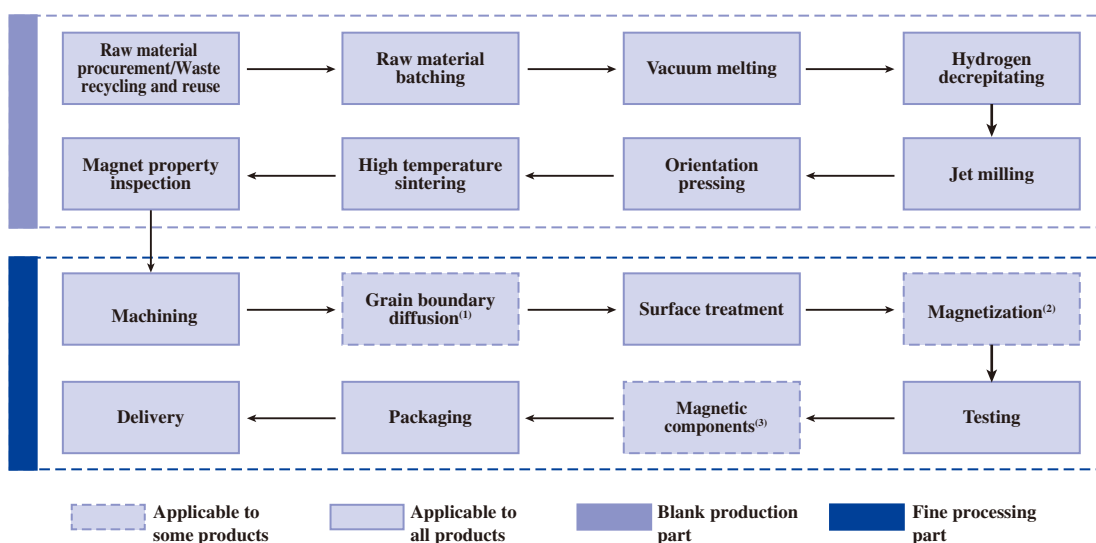 Raw material
procurement/Waste
recycling and reuse
Raw material
batching
Vacuum melting
Hydrogen
decrepitating
Magnet property
inspection
High temperature
sintering
Orientation
pressing
Jet milling
Machining
Grain boundary
diffusion(1)
Surface treatment
Magnetization(2)
Delivery
Packaging
Magnetic
components(3)
Testing
Applicable to
some products
Applicable to
all products
Blank production
part
Fine processing
part